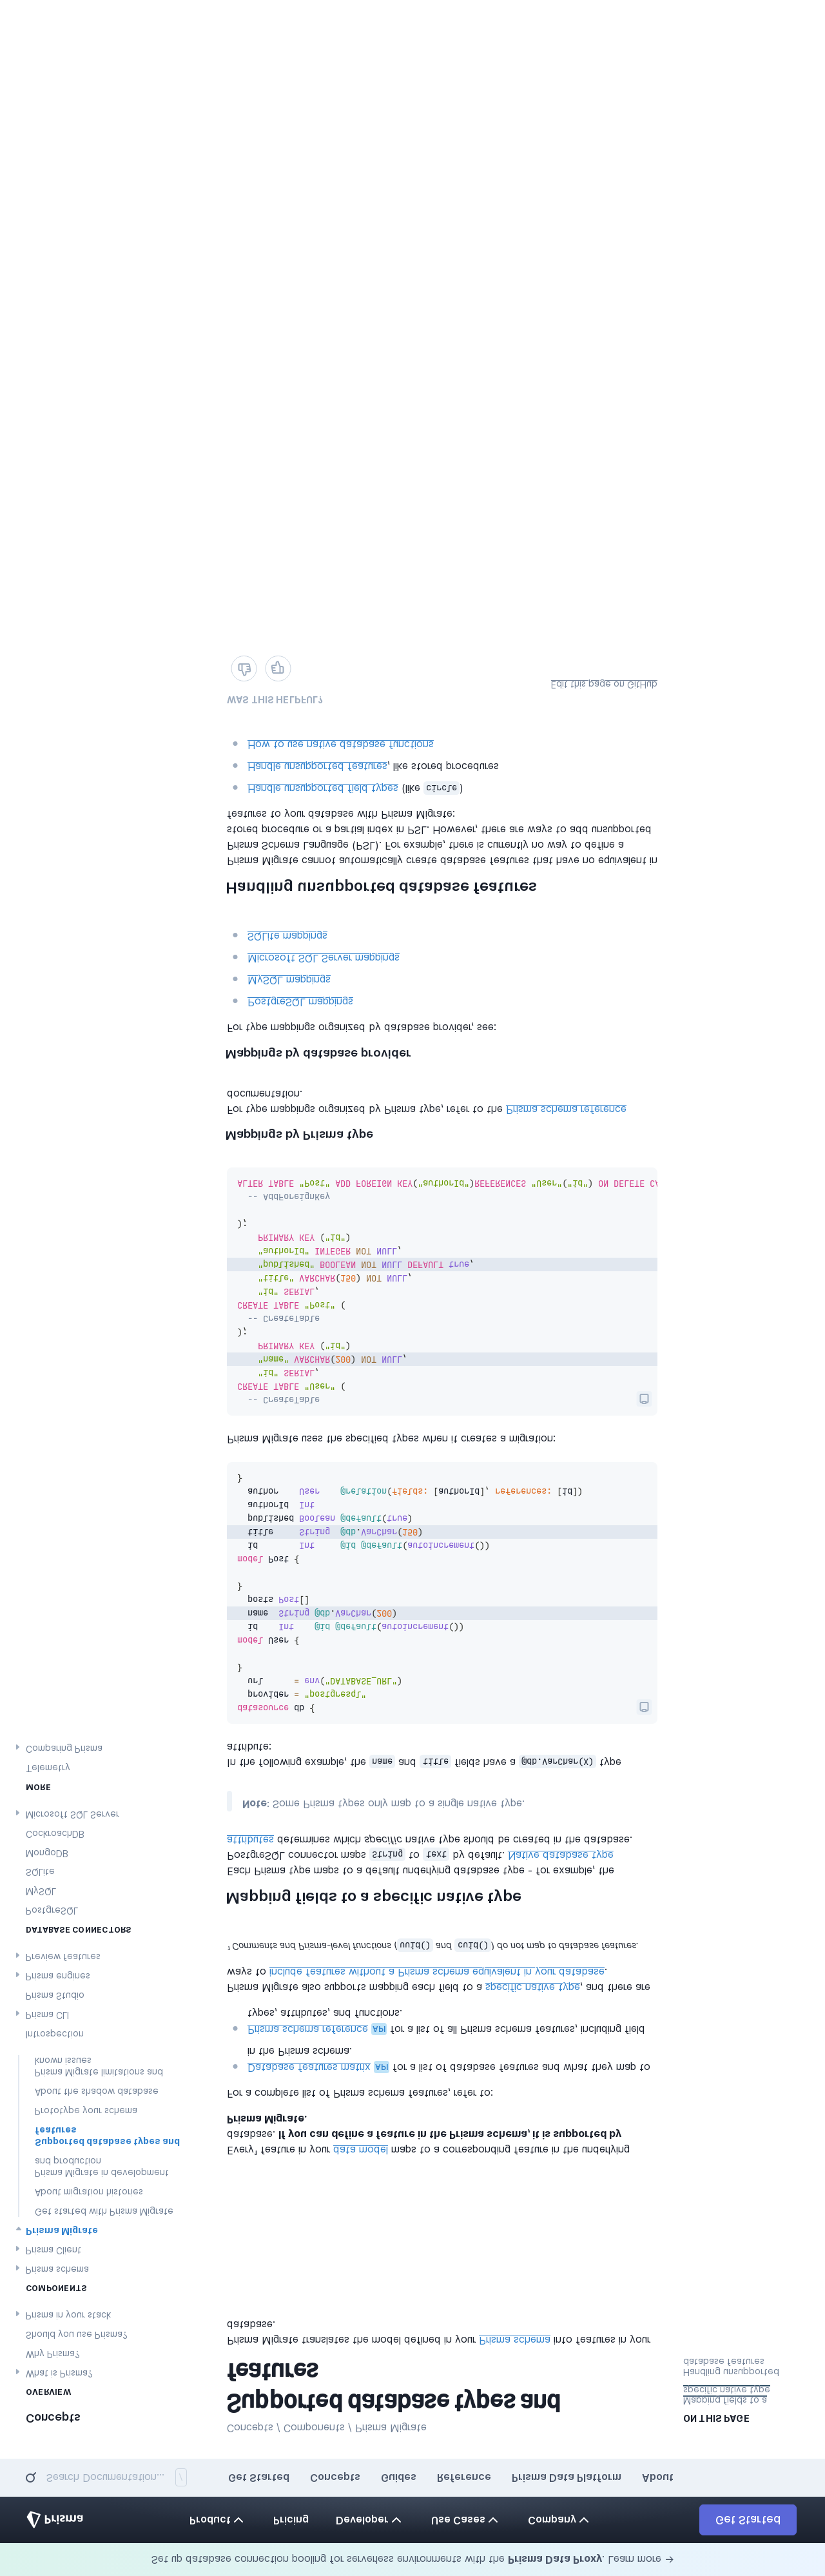 Set up database connection pooling for serverless environments with the Prisma Data Proxy. Learn more →
Prisma
Product
Pricing
Developer
Use Cases
Company
Get Started
Search Documentation...
/
Get Started
Concepts
Guides
Reference
Prisma Data Platform
About
Concepts
OVERVIEW
What is Prisma?
Why Prisma?
Should you use Prisma?
Prisma in your stack
COMPONENTS
Prisma schema
Prisma Client
Prisma Migrate
Get started with Prisma Migrate
About migration histories
Prisma Migrate in development
and production
Supported database types and
features
Prototype your schema
About the shadow database
Prisma Migrate limitations and
known issues
Introspection
Prisma CLI
Prisma Studio
Prisma engines
Preview features
DATABASE CONNECTORS
PostgreSQL
MySQL
SQLite
MongoDB
CockroachDB
Microsoft SQL Server
MORE
Telemetry
Comparing Prisma
Concepts / Components / Prisma Migrate
Supported database types and
features
Prisma Migrate translates the model defined in your Prisma schema into features in your
database.
Every¹ feature in your data model maps to a corresponding feature in the underlying
database. If you can define a feature in the Prisma schema, it is supported by
Prisma Migrate.
For a complete list of Prisma schema features, refer to:
Database features matrix API for a list of database features and what they map to
in the Prisma schema.
Prisma schema reference API for a list of all Prisma schema features, including field
types, attributes, and functions.
Prisma Migrate also supports mapping each field to a specific native type, and there are
ways to include features without a Prisma schema equivalent in your database.
¹ Comments and Prisma-level functions (uuid() and cuid()) do not map to database features.
Mapping fields to a specific native type
Each Prisma type maps to a default underlying database type - for example, the
PostgreSQL connector maps String to text by default. Native database type
attributes determines which specific native type should be created in the database.
Note: Some Prisma types only map to a single native type.
In the following example, the name and title fields have a @db.VarChar(X) type
attribute:
datasource db {
provider = "postgresql"
url      = env("DATABASE_URL")
}
model User {
id    Int    @id @default(autoincrement())
name  String @db.VarChar(200)
posts Post[]
}
model Post {
id        Int     @id @default(autoincrement())
title     String  @db.VarChar(150)
published Boolean @default(true)
authorId  Int
author    User    @relation(fields: [authorId], references: [id])
}
Prisma Migrate uses the specified types when it creates a migration:
-- CreateTable
CREATE TABLE "User" (
"id" SERIAL,
"name" VARCHAR(200) NOT NULL,
PRIMARY KEY ("id")
);
-- CreateTable
CREATE TABLE "Post" (
"id" SERIAL,
"title" VARCHAR(150) NOT NULL,
"published" BOOLEAN NOT NULL DEFAULT true,
"authorId" INTEGER NOT NULL,
PRIMARY KEY ("id")
);
-- AddForeignKey
ALTER TABLE "Post" ADD FOREIGN KEY("authorId")REFERENCES "User"("id") ON DELETE CA
Mappings by Prisma type
For type mappings organized by Prisma type, refer to the Prisma schema reference
documentation.
Mappings by database provider
For type mappings organized by database provider, see:
PostgreSQL mappings
MySQL mappings
Microsoft SQL Server mappings
SQLite mappings
Handling unsupported database features
Prisma Migrate cannot automatically create database features that have no equivalent in
Prisma Schema Language (PSL). For example, there is currently no way to define a
stored procedure or a partial index in PSL. However, there are ways to add unsupported
features to your database with Prisma Migrate:
Handle unsupported field types (like circle)
Handle unsupported features, like stored procedures
How to use native database functions
WAS THIS HELPFUL?
Edit this page on GitHub
ON THIS PAGE
Mapping fields to a
specific native type
Handling unsupported
database features